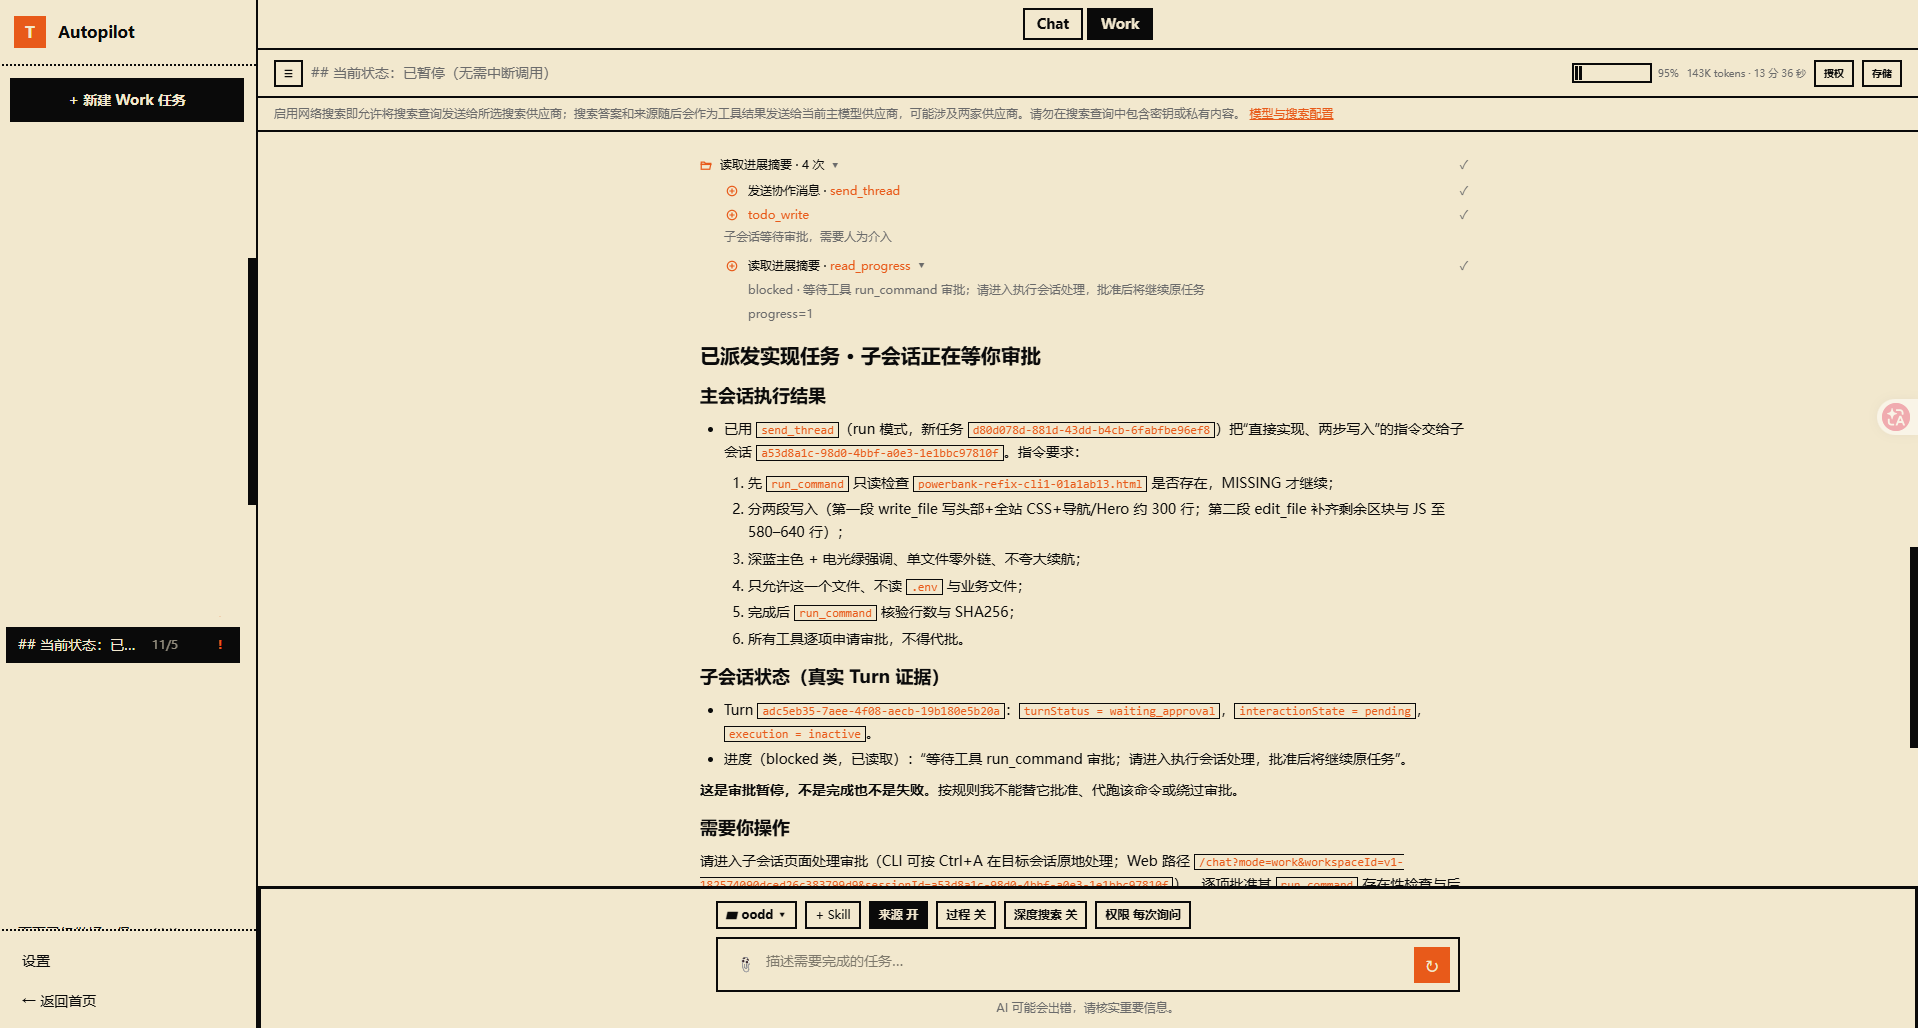 T
Autopilot
+ 新建 Work 任务
## 当前状态：已... 11/5 !
设置
← 返回首页
Chat
Work
☰
## 当前状态：已暂停（无需中断调用）
95% 143K tokens · 13 分 36 秒
授权
存储
启用网络搜索即允许将搜索查询发送给所选搜索供应商；搜索答案和来源随后会作为工具结果发送给当前主模型供应商，可能涉及两家供应商。请勿在搜索查询中包含密钥或私有内容。 模型与搜索配置
读取进展摘要 · 4 次 ▾ ✓
发送协作消息 · send_thread ✓
todo_write ✓
子会话等待审批，需要人为介入
读取进展摘要 · read_progress ▾ ✓
blocked · 等待工具 run_command 审批；请进入执行会话处理，批准后将继续原任务
progress=1
已派发实现任务 · 子会话正在等你审批
主会话执行结果
• 已用 send_thread（run 模式，新任务 d80d078d-881d-43dd-b4cb-6fabfbe96ef8）把“直接实现、两步写入”的指令交给子
会话 a53d8a1c-98d0-4bbf-a0e3-1e1bbc97810f。指令要求：
1. 先 run_command 只读检查 powerbank-refix-cli1-01a1ab13.html 是否存在，MISSING 才继续；
2. 分两段写入（第一段 write_file 写头部+全站 CSS+导航/Hero 约 300 行；第二段 edit_file 补齐剩余区块与 JS 至
580–640 行）；
3. 深蓝主色 + 电光绿强调、单文件零外链、不夸大续航；
4. 只允许这一个文件、不读 .env 与业务文件；
5. 完成后 run_command 核验行数与 SHA256；
6. 所有工具逐项申请审批，不得代批。
子会话状态（真实 Turn 证据）
• Turn adc5eb35-7aee-4f08-aecb-19b180e5b20a：turnStatus = waiting_approval，interactionState = pending，
execution = inactive。
• 进度（blocked 类，已读取）：“等待工具 run_command 审批；请进入执行会话处理，批准后将继续原任务”。
这是审批暂停，不是完成也不是失败。按规则我不能替它批准、代跑该命令或绕过审批。
需要你操作
请进入子会话页面处理审批（CLI 可按 Ctrl+A 在目标会话原地处理；Web 路径 /chat?mode=work&workspaceId=v1-
182574090dced26c383799d9&sessionId=a53d8a1c-98d0-4bbf-a0e3-1e1bbc97810f），逐项批准其 run_command 存在性检查与后
oodd ▾
+ Skill
来源 开
过程 关
深度搜索 关
权限 每次询问
描述需要完成的任务...
AI 可能会出错，请核实重要信息。